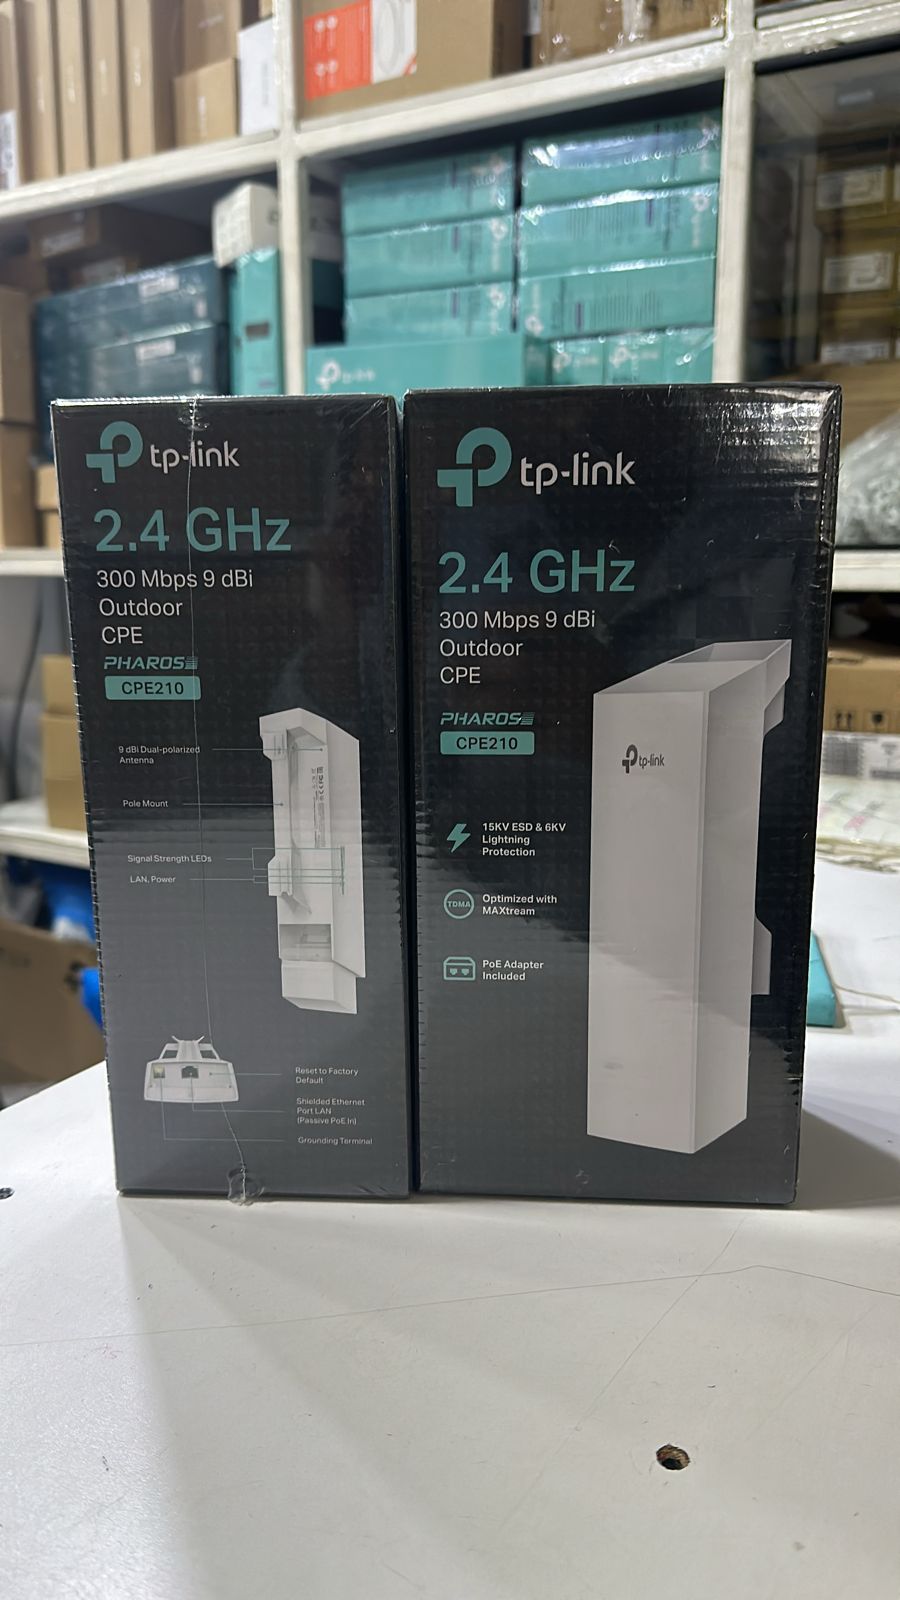 tp-link
2.4 GHz
300 Mbps 9 dBi
Outdoor
CPE
PHAROS
CPE210
9 dBi Dual-polarized
Antenna
Pole Mount
Signal Strength LEDs
LAN, Power
Reset to Factory
Default
Shielded Ethernet
Port LAN
(Passive PoE In)
Grounding Terminal
tp-link
2.4 GHz
300 Mbps 9 dBi
Outdoor
CPE
PHAROS
CPE210
tp-link
15KV ESD & 6KV
Lightning
Protection
TDMA
Optimized with
MAXtream
PoE Adapter
Included